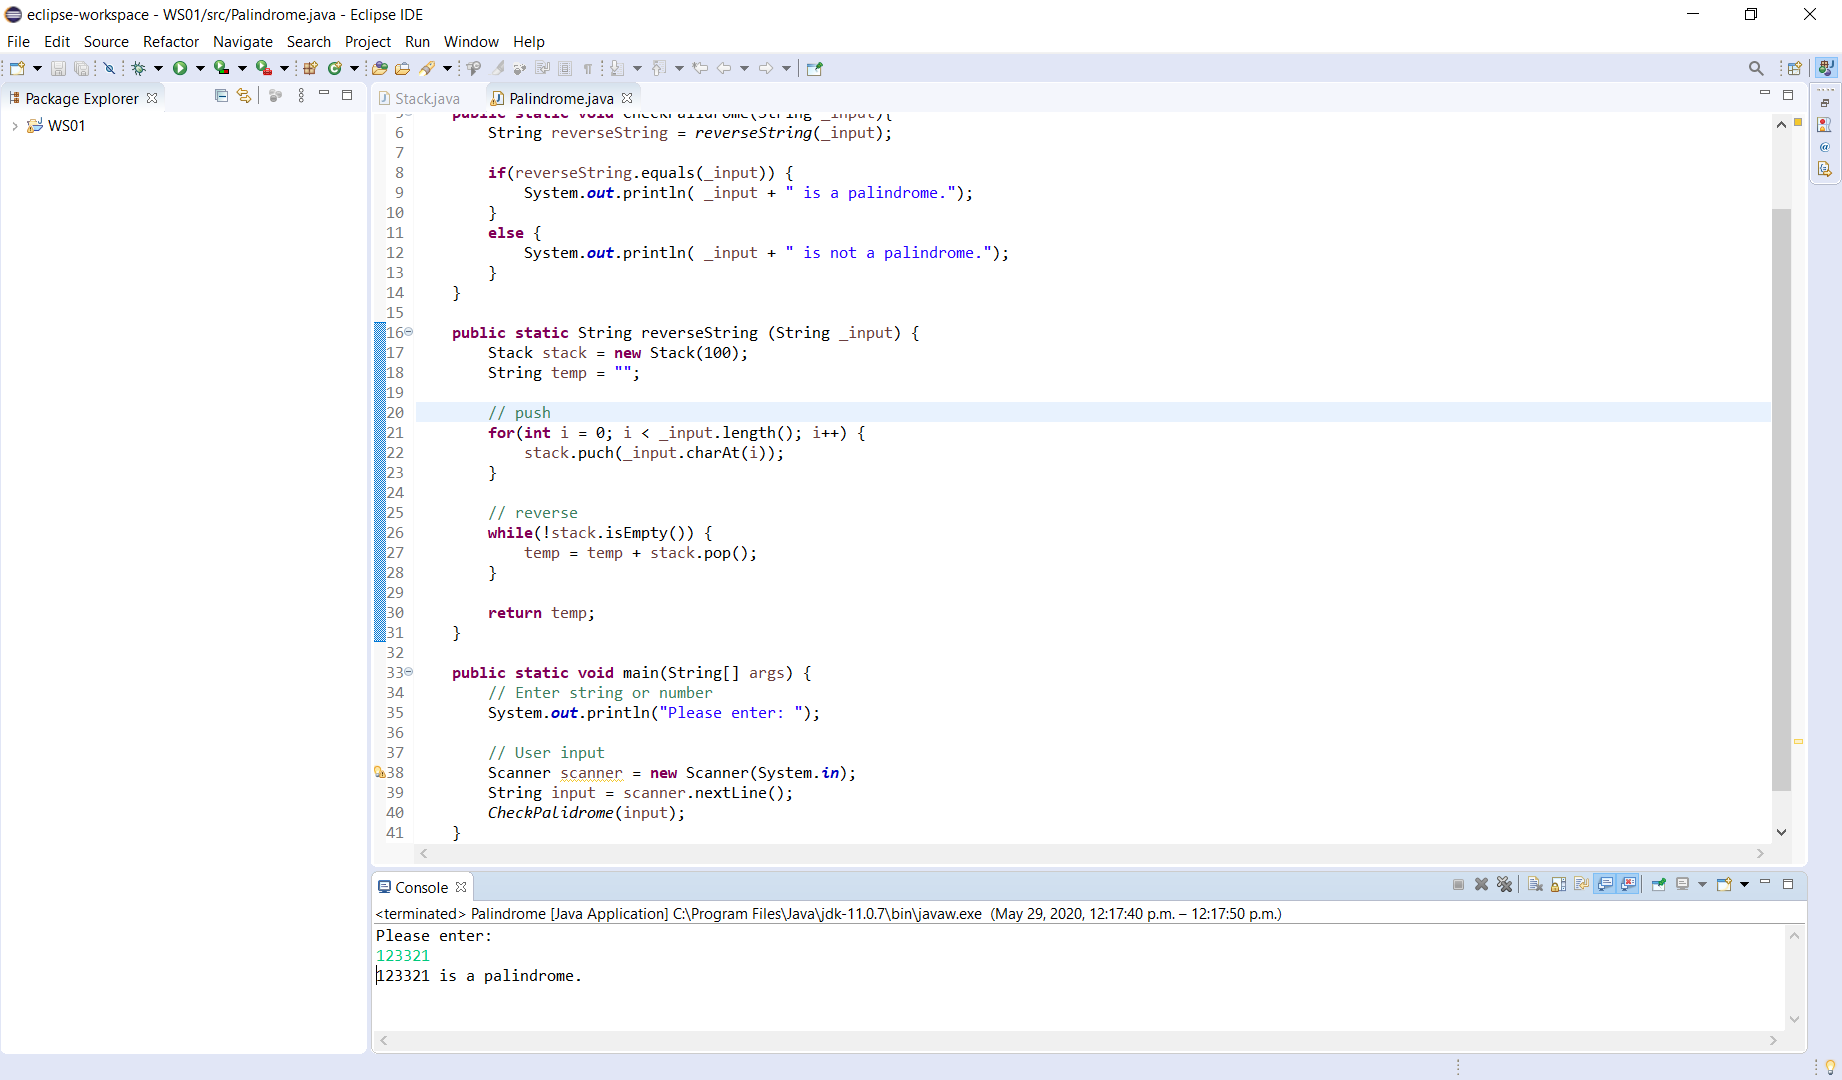 eclipse-workspace - WS01/src/Palindrome.java - Eclipse IDE
File Edit Source Refactor Navigate Search Project Run Window Help
Package Explorer
WS01
Stack.java Palindrome.java
5 public static void CheckPalidrome(String _input){
6 String reverseString = reverseString(_input);
7
8 if(reverseString.equals(_input)) {
9 System.out.println( _input + " is a palindrome.");
10 }
11 else {
12 System.out.println( _input + " is not a palindrome.");
13 }
14 }
15
16 public static String reverseString (String _input) {
17 Stack stack = new Stack(100);
18 String temp = "";
19
20 // push
21 for(int i = 0; i < _input.length(); i++) {
22 stack.puch(_input.charAt(i));
23 }
24
25 // reverse
26 while(!stack.isEmpty()) {
27 temp = temp + stack.pop();
28 }
29
30 return temp;
31 }
32
33 public static void main(String[] args) {
34 // Enter string or number
35 System.out.println("Please enter: ");
36
37 // User input
38 Scanner scanner = new Scanner(System.in);
39 String input = scanner.nextLine();
40 CheckPalidrome(input);
41 }
Console
<terminated> Palindrome [Java Application] C:\Program Files\Java\jdk-11.0.7\bin\javaw.exe (May 29, 2020, 12:17:40 p.m. – 12:17:50 p.m.)
Please enter:
123321
123321 is a palindrome.